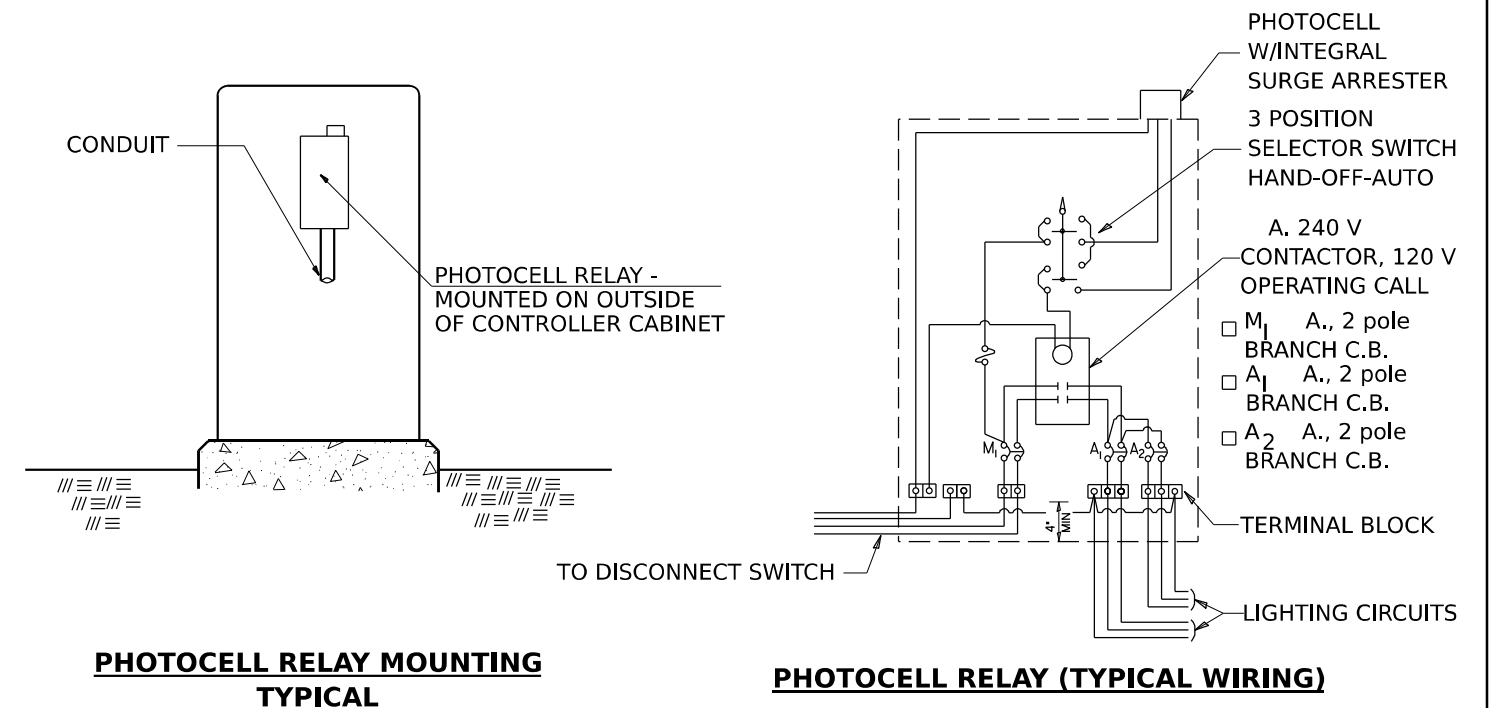 CONDUIT
PHOTOCELL RELAY -
MOUNTED ON OUTSIDE
OF CONTROLLER CABINET
PHOTOCELL RELAY MOUNTING
TYPICAL
PHOTOCELL
W/INTEGRAL
SURGE ARRESTER
3 POSITION
SELECTOR SWITCH
HAND-OFF-AUTO
A. 240 V
CONTACTOR, 120 V
OPERATING CALL
M1 A., 2 pole
BRANCH C.B.
A1 A., 2 pole
BRANCH C.B.
A2 A., 2 pole
BRANCH C.B.
M1
A1
A2
4"
MIN
TERMINAL BLOCK
TO DISCONNECT SWITCH
LIGHTING CIRCUITS
PHOTOCELL RELAY (TYPICAL WIRING)